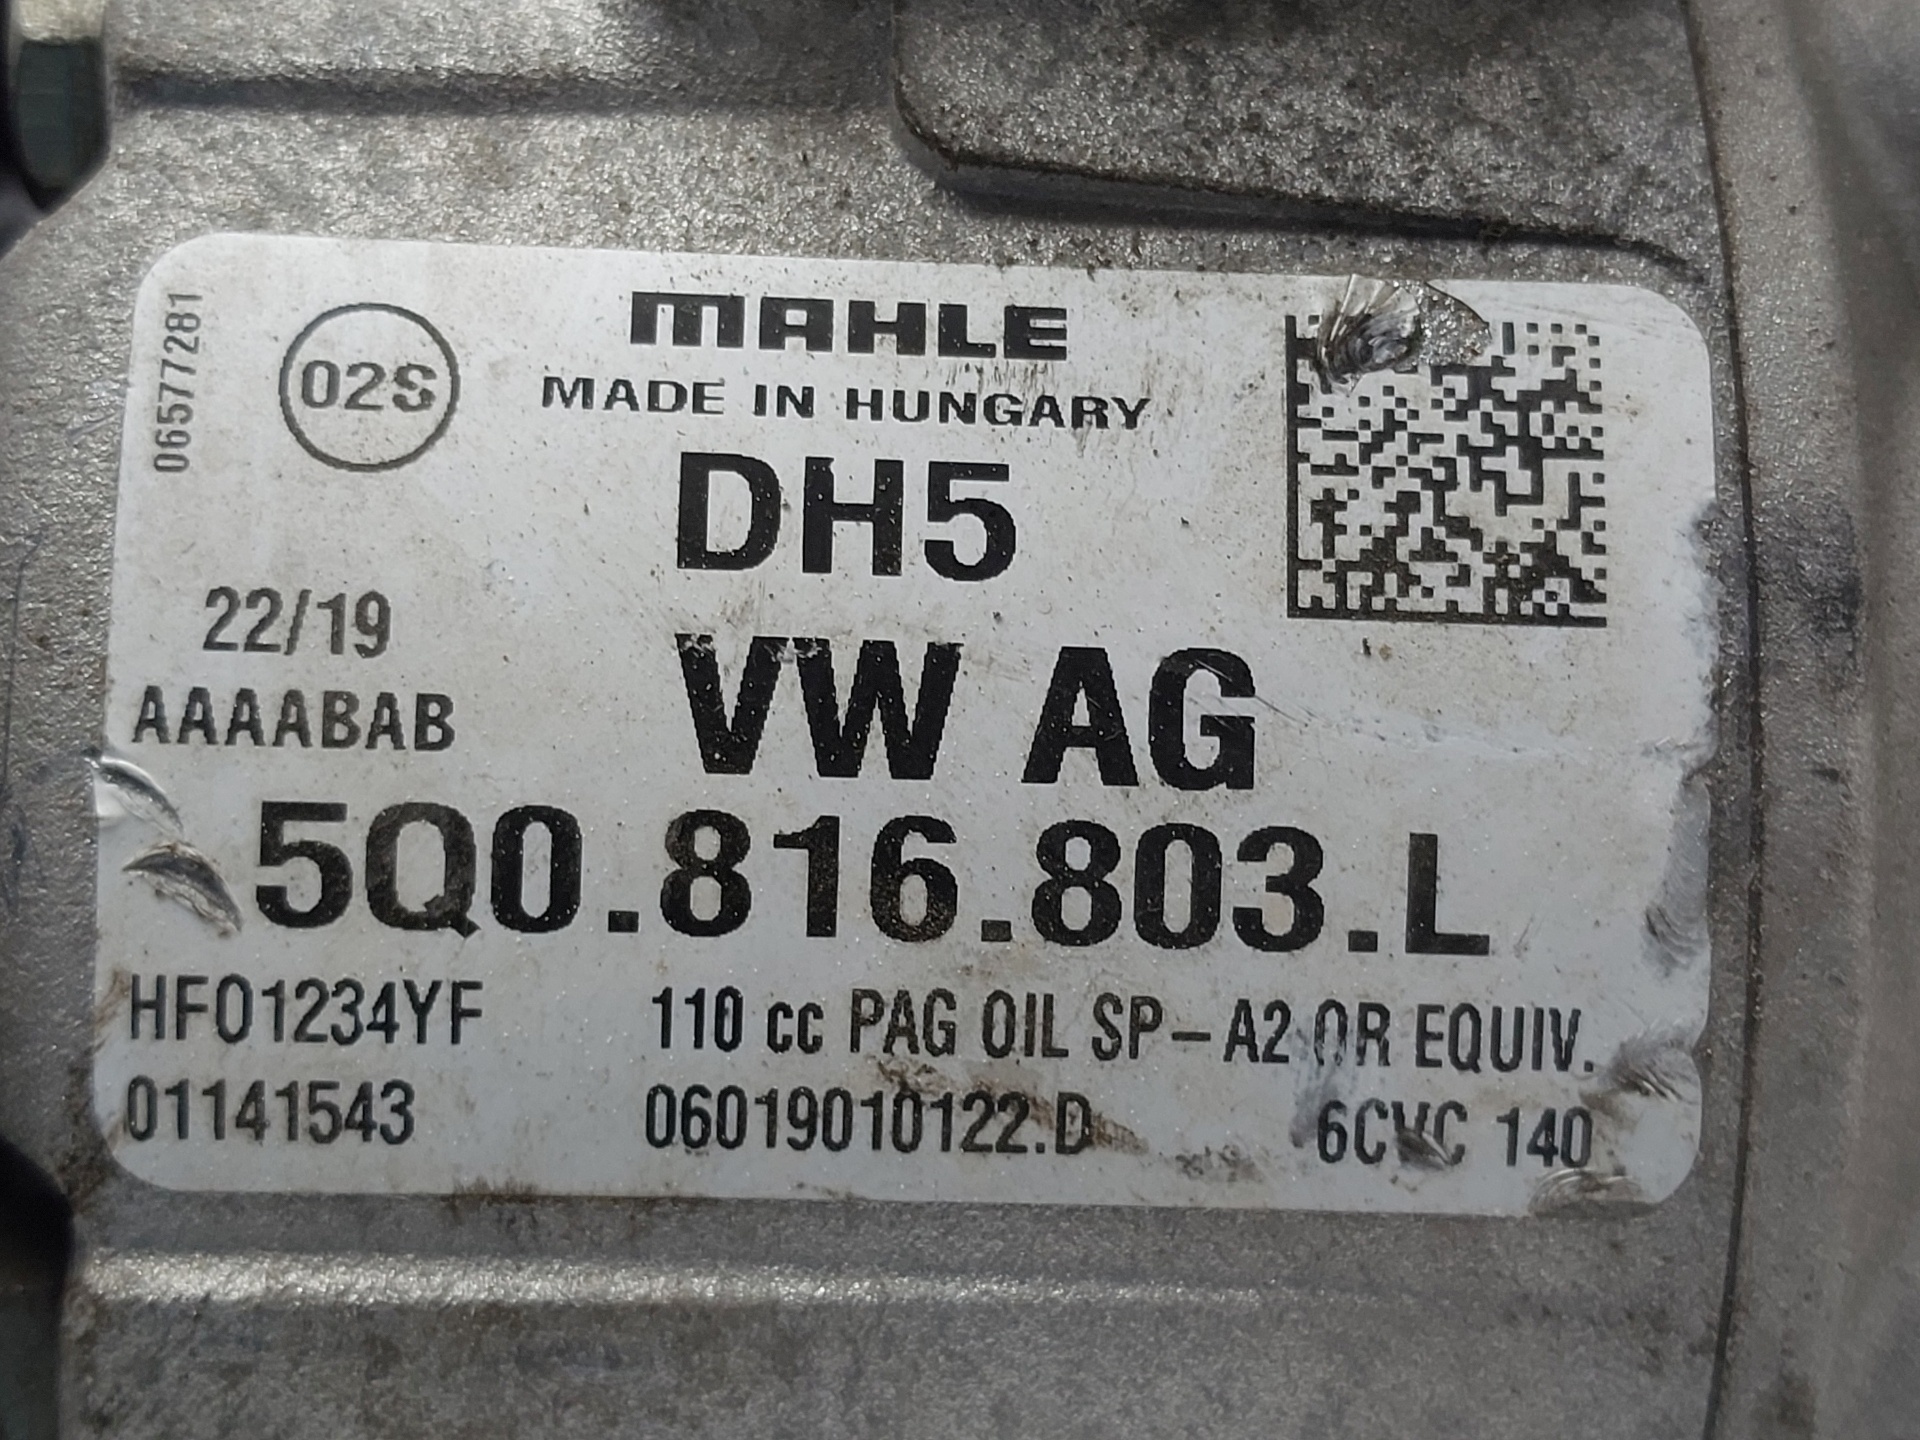 06577281
02S
MAHLE
MADE IN HUNGARY
DH5
22/19
VW AG
AAAABAB
5Q0.816.803.L
HFO1234YF
110 cc PAG OIL SP-A2 OR EQUIV.
01141543
06019010122.D
6CVC 140